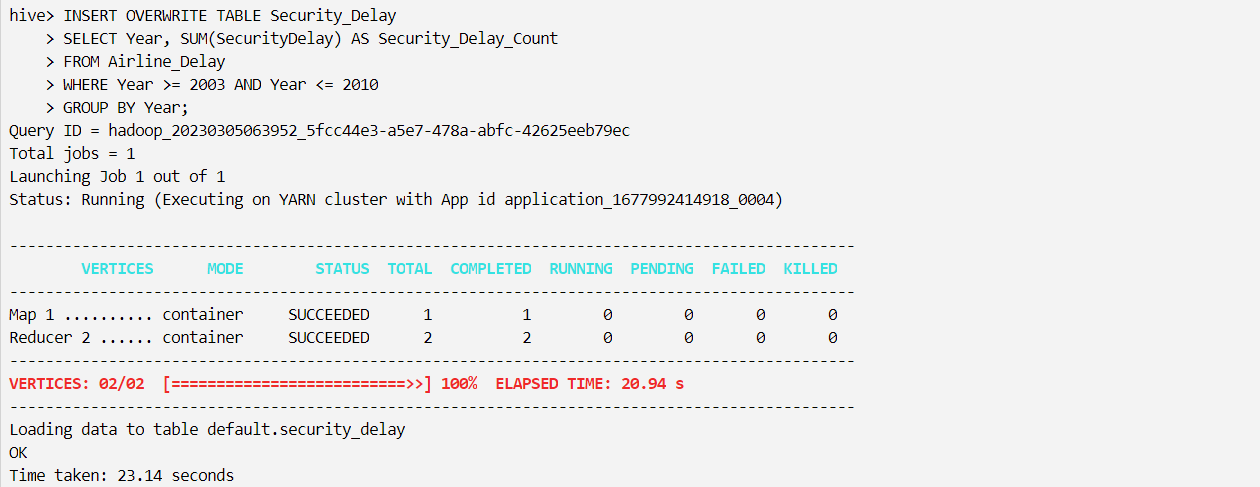 hive> INSERT OVERWRITE TABLE Security_Delay
    > SELECT Year, SUM(SecurityDelay) AS Security_Delay_Count
    > FROM Airline_Delay
    > WHERE Year >= 2003 AND Year <= 2010
    > GROUP BY Year;
Query ID = hadoop_20230305063952_5fcc44e3-a5e7-478a-abfc-42625eeb79ec
Total jobs = 1
Launching Job 1 out of 1
Status: Running (Executing on YARN cluster with App id application_1677992414918_0004)

----------------------------------------------------------------------------------------------
        VERTICES      MODE        STATUS  TOTAL  COMPLETED  RUNNING  PENDING  FAILED  KILLED
----------------------------------------------------------------------------------------------
Map 1 .......... container     SUCCEEDED      1          1        0        0       0       0
Reducer 2 ...... container     SUCCEEDED      2          2        0        0       0       0
----------------------------------------------------------------------------------------------
VERTICES: 02/02  [==========================>>] 100%  ELAPSED TIME: 20.94 s
----------------------------------------------------------------------------------------------
Loading data to table default.security_delay
OK
Time taken: 23.14 seconds